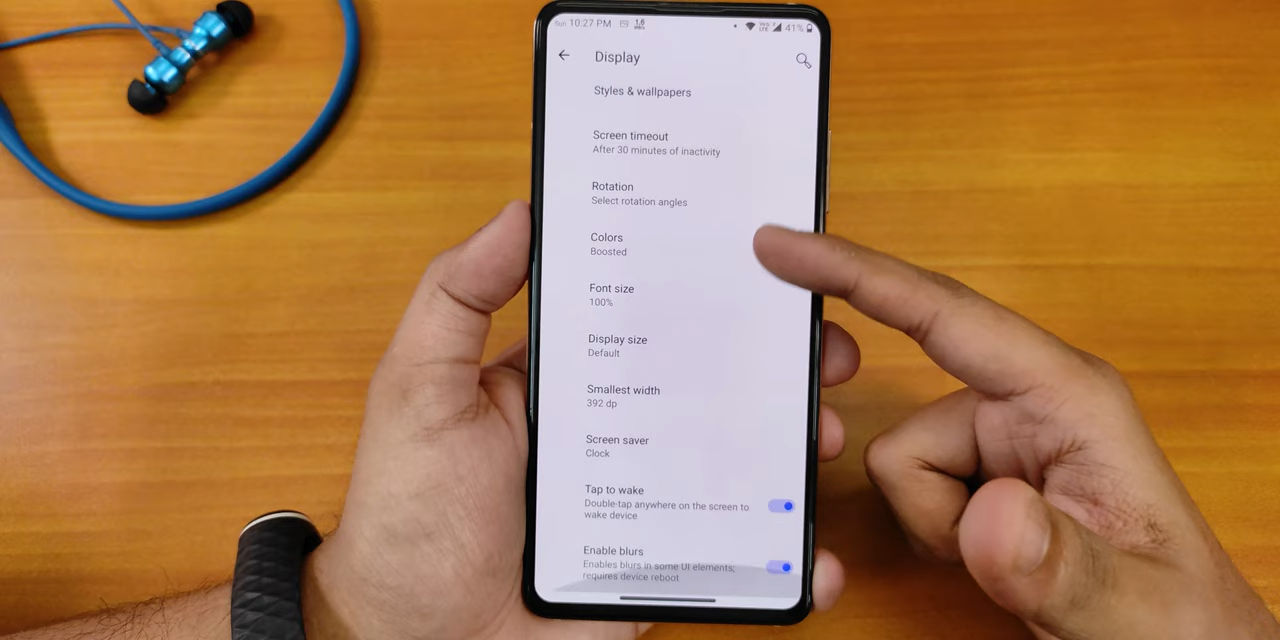 Sun 10:27 PM
41%
Display
Styles & wallpapers
Screen timeout
After 30 minutes of inactivity
Rotation
Select rotation angles
Colors
Boosted
Font size
100%
Display size
Default
Smallest width
392 dp
Screen saver
Clock
Tap to wake
Double-tap anywhere on the screen to
wake device
Enable blurs
Enables blurs in some UI elements;
requires device reboot